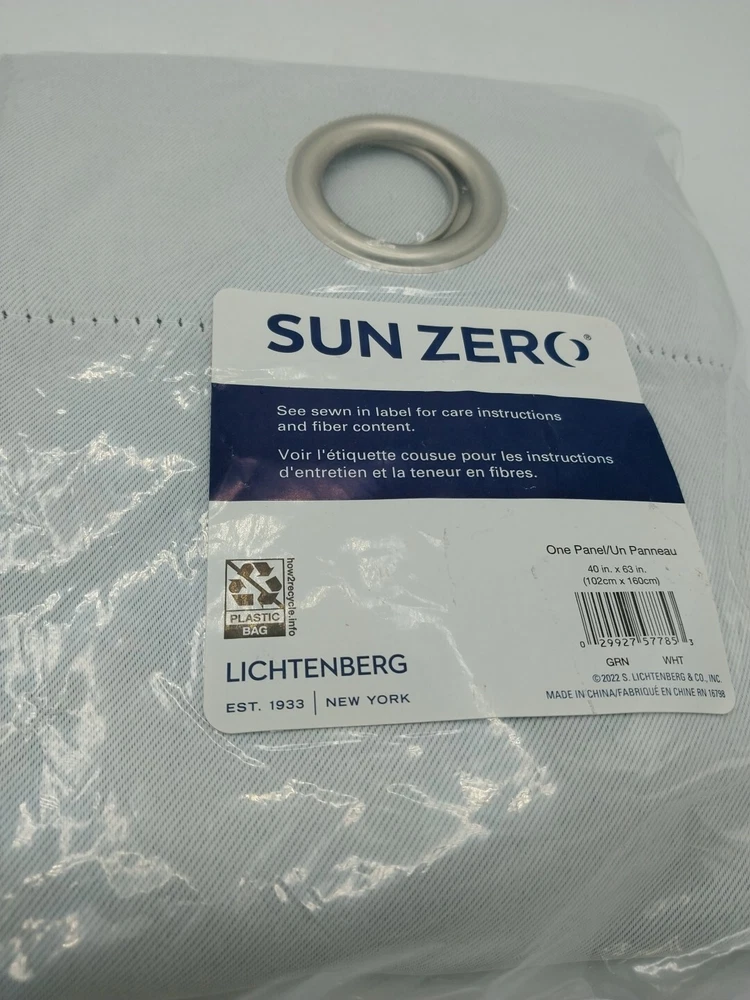 SUN ZERO®
See sewn in label for care instructions
and fiber content.
Voir l'étiquette cousue pour les instructions
d'entretien et la teneur en fibres.
One Panel/Un Panneau
40 in. x 63 in.
(102cm x 160cm)
0 29927 57785 3
GRN WHT
how2recycle.info
PLASTIC
BAG
LICHTENBERG
EST. 1933 | NEW YORK
©2022 S. LICHTENBERG & CO., INC.
MADE IN CHINA/FABRIQUÉ EN CHINE RN 16798